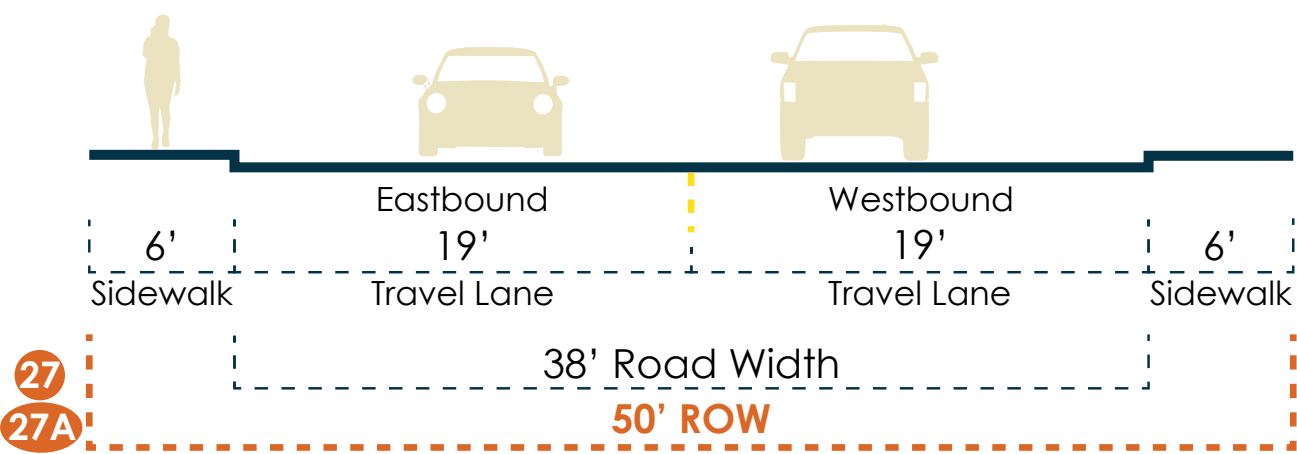 Eastbound
Westbound
6’
19’
19’
6’
Sidewalk
Travel Lane
Travel Lane
Sidewalk
38’ Road Width
27
50’ ROW
27A